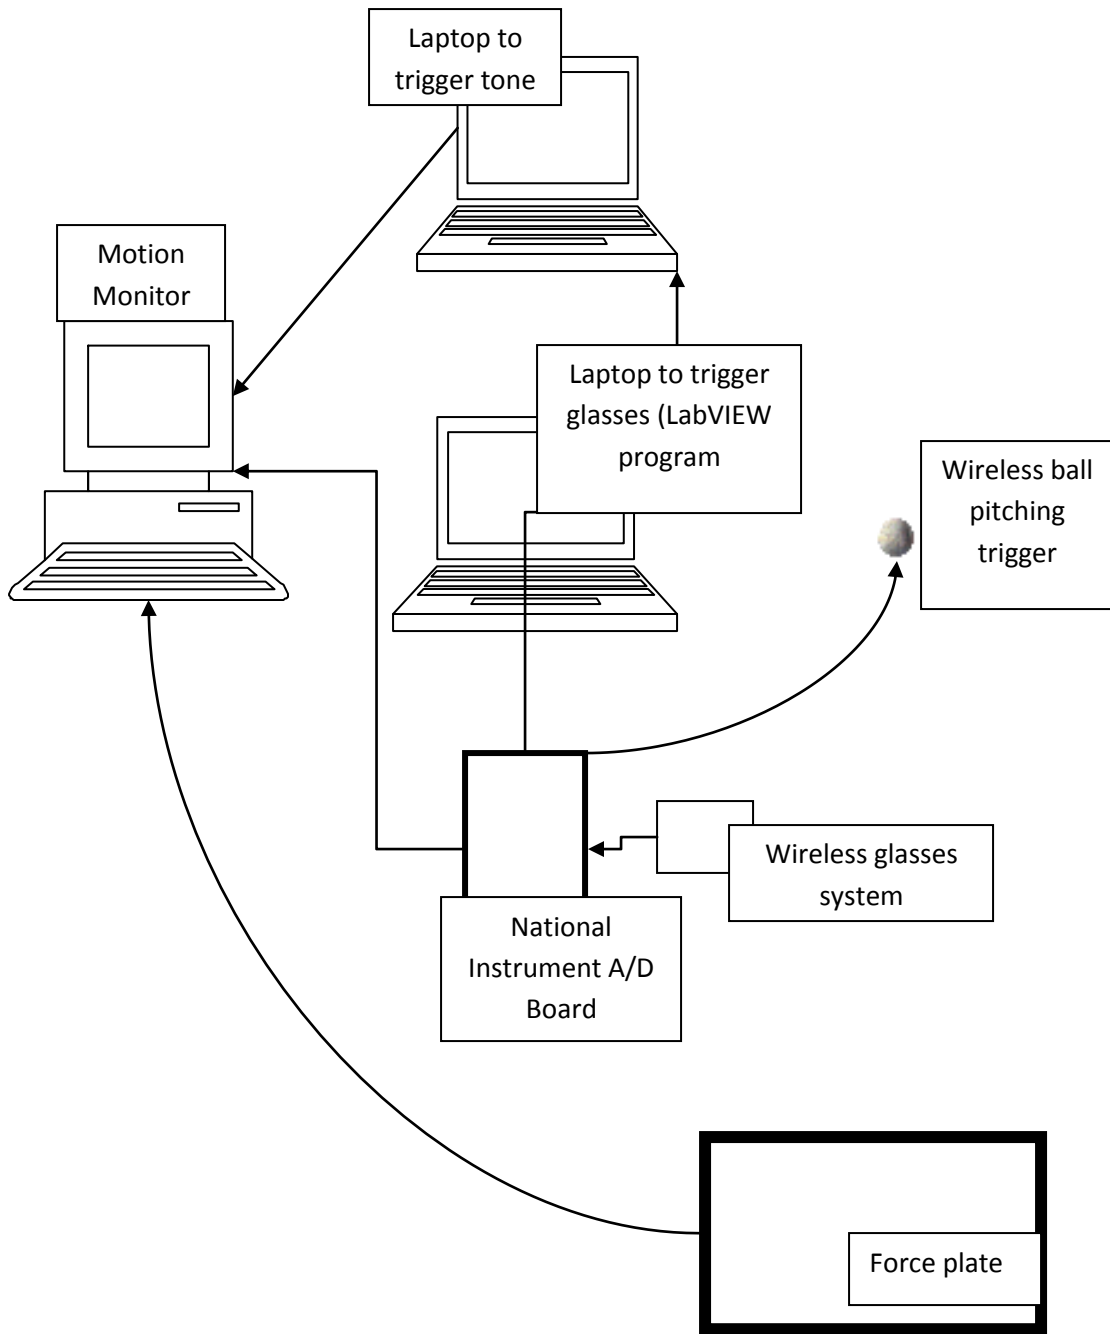 Laptop to
trigger tone
Motion
Monitor
Laptop to trigger
glasses (LabVIEW
program
Wireless ball
pitching
trigger
Wireless glasses
system
National
Instrument A/D
Board
Force plate